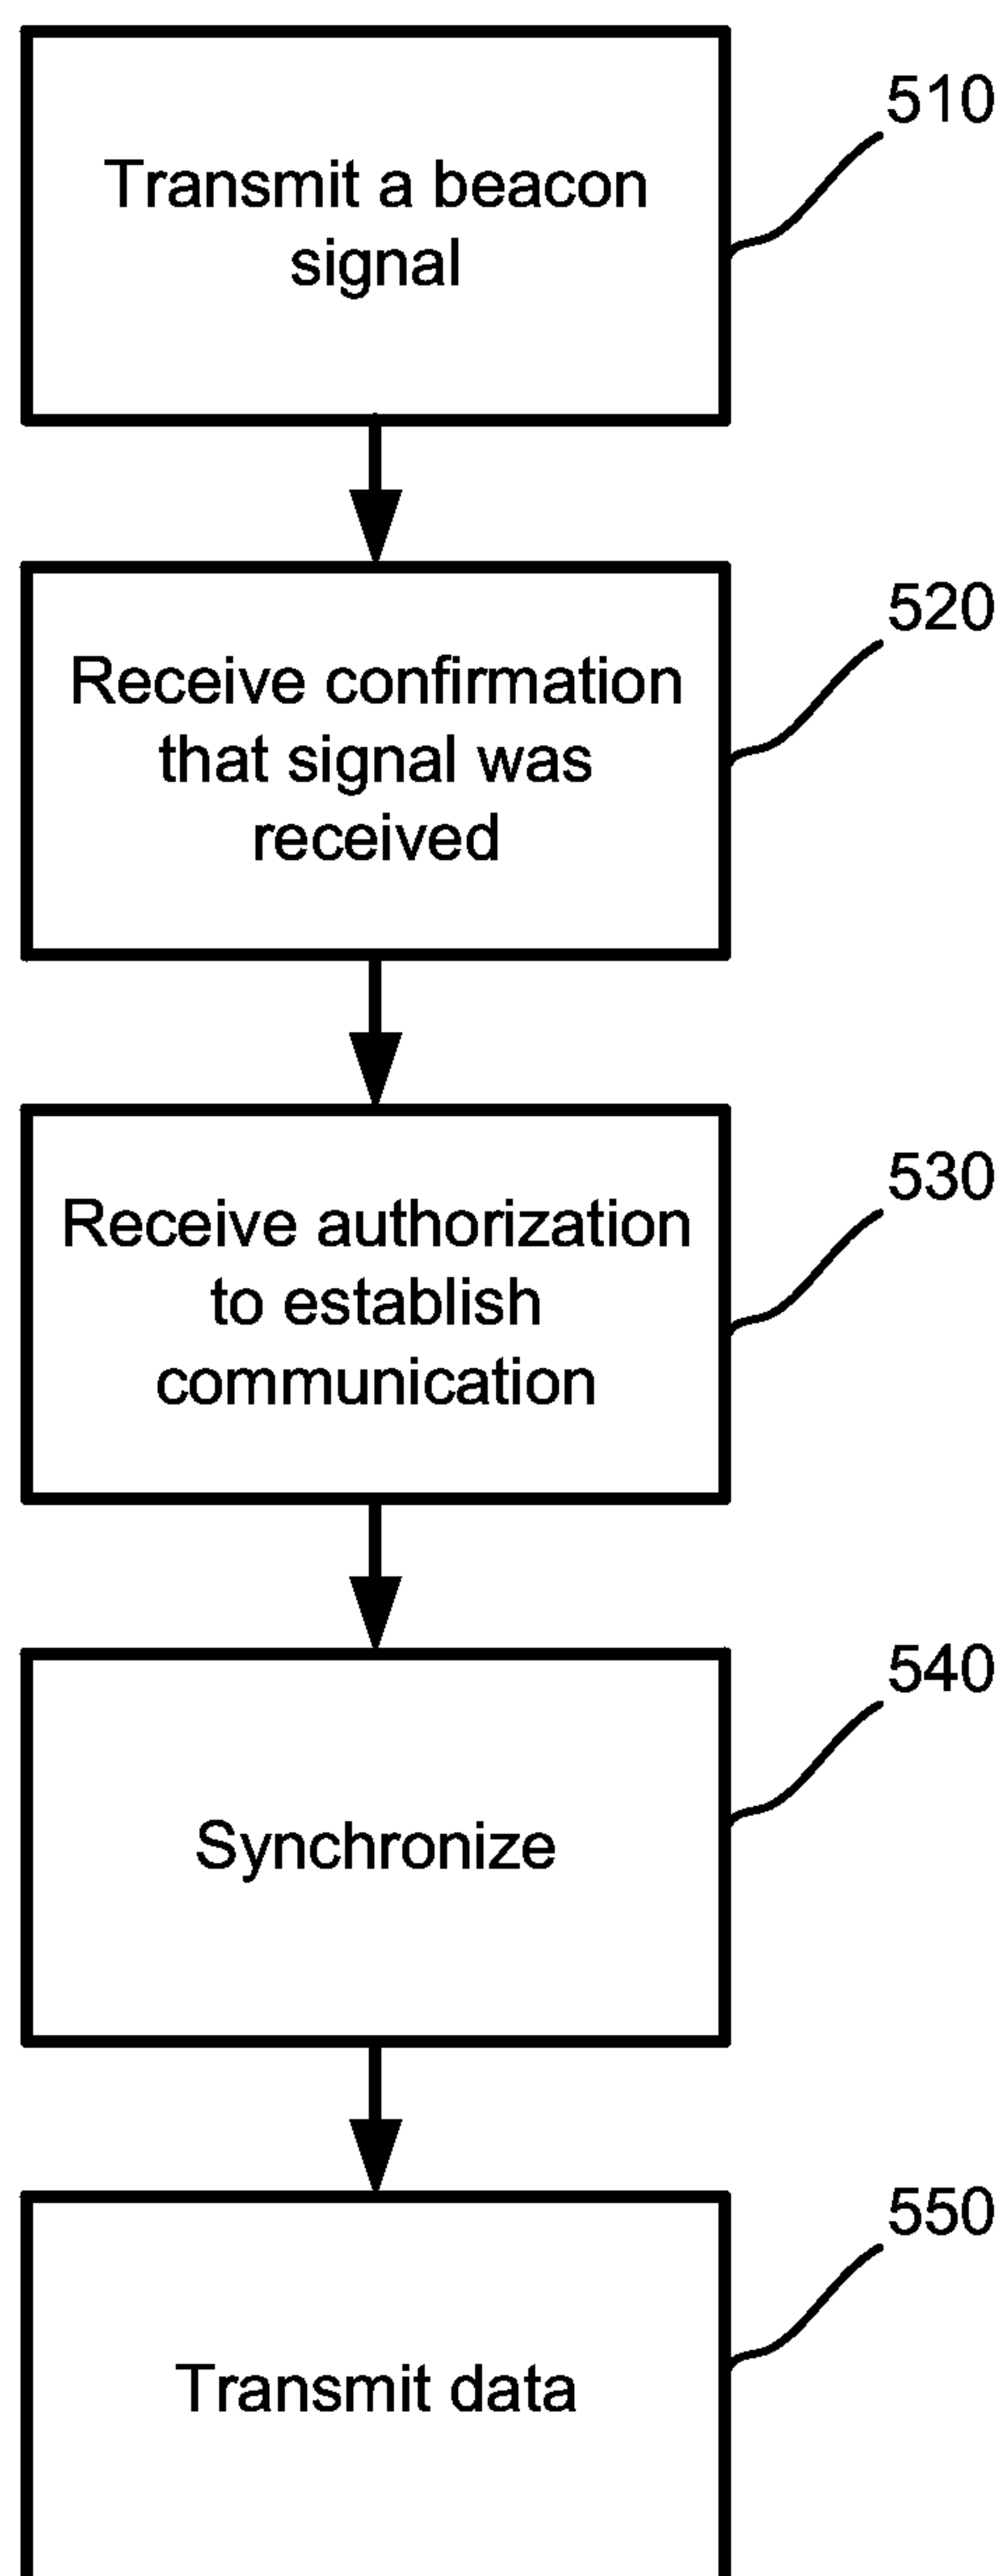 510
Transmit a beacon
signal
520
Receive confirmation
that signal was
received
530
Receive authorization
to establish
communication
540
Synchronize
550
Transmit data